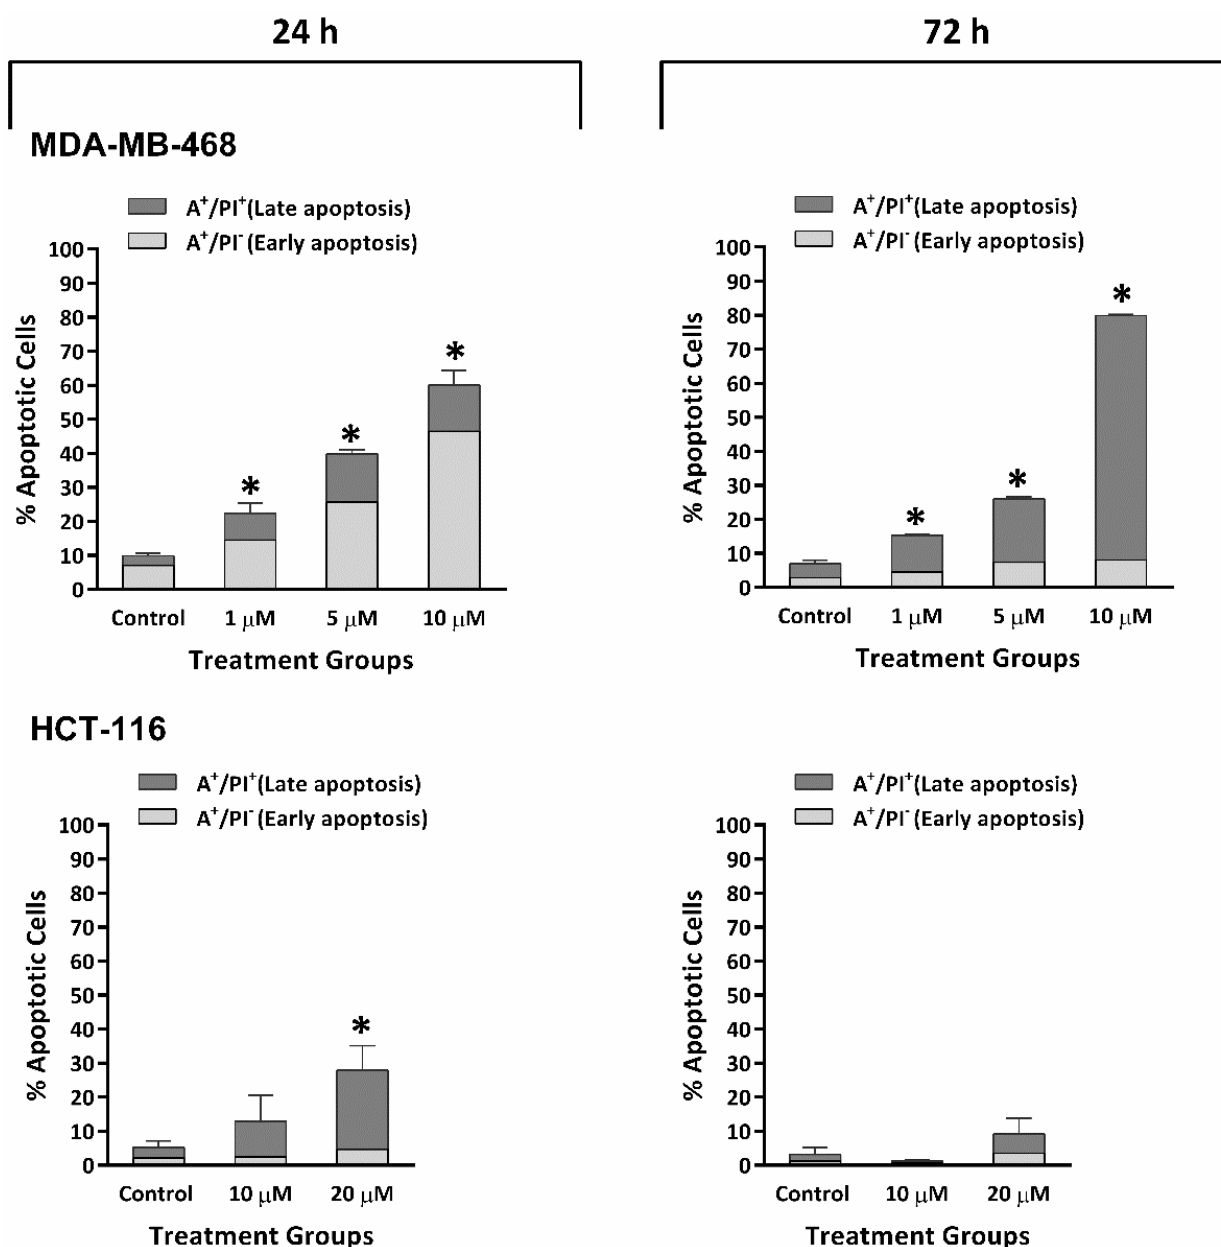 24 h
72 h
MDA-MB-468
A⁺/PI⁺(Late apoptosis)
A⁺/PI⁻(Early apoptosis)
% Apoptotic Cells
100
90
80
70
60
50
40
30
20
10
0
*
*
*
Control
1 μM
5 μM
10 μM
Treatment Groups
A⁺/PI⁺(Late apoptosis)
A⁺/PI⁻(Early apoptosis)
% Apoptotic Cells
100
90
80
70
60
50
40
30
20
10
0
*
*
*
Control
1 μM
5 μM
10 μM
Treatment Groups
HCT-116
A⁺/PI⁺(Late apoptosis)
A⁺/PI⁻(Early apoptosis)
% Apoptotic Cells
100
90
80
70
60
50
40
30
20
10
0
*
Control
10 μM
20 μM
Treatment Groups
A⁺/PI⁺(Late apoptosis)
A⁺/PI⁻(Early apoptosis)
% Apoptotic Cells
100
90
80
70
60
50
40
30
20
10
0
Control
10 μM
20 μM
Treatment Groups